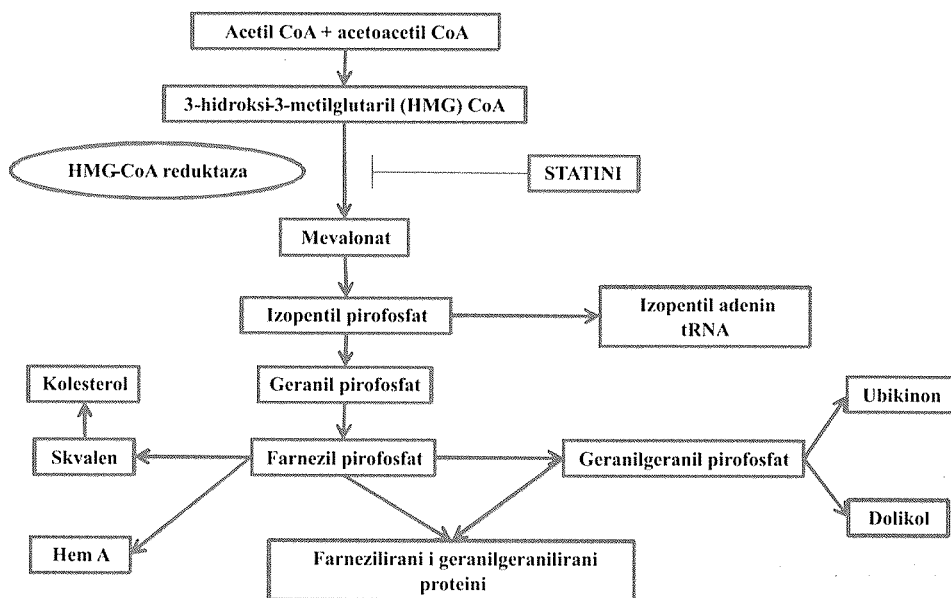 Acetil CoA + acetoacetil CoA
3-hidroksi-3-metilglutaril (HMG) CoA
HMG-CoA reduktaza
STATINI
Mevalonat
Izopentil pirofosfat
Izopentil adenin
tRNA
Kolesterol
Geranil pirofosfat
Ubikinon
Skvalen
Farnezil pirofosfat
Geranilgeranil pirofosfat
Dolikol
Hem A
Farnezilirani i geranilgeranilirani
proteini